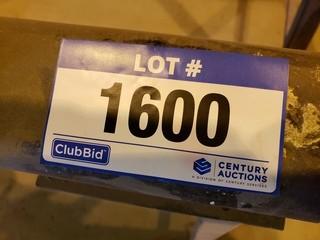 LOT #
1600
ClubBid
CENTURY
AUCTIONS
A DIVISION OF CENTURY SERVICES